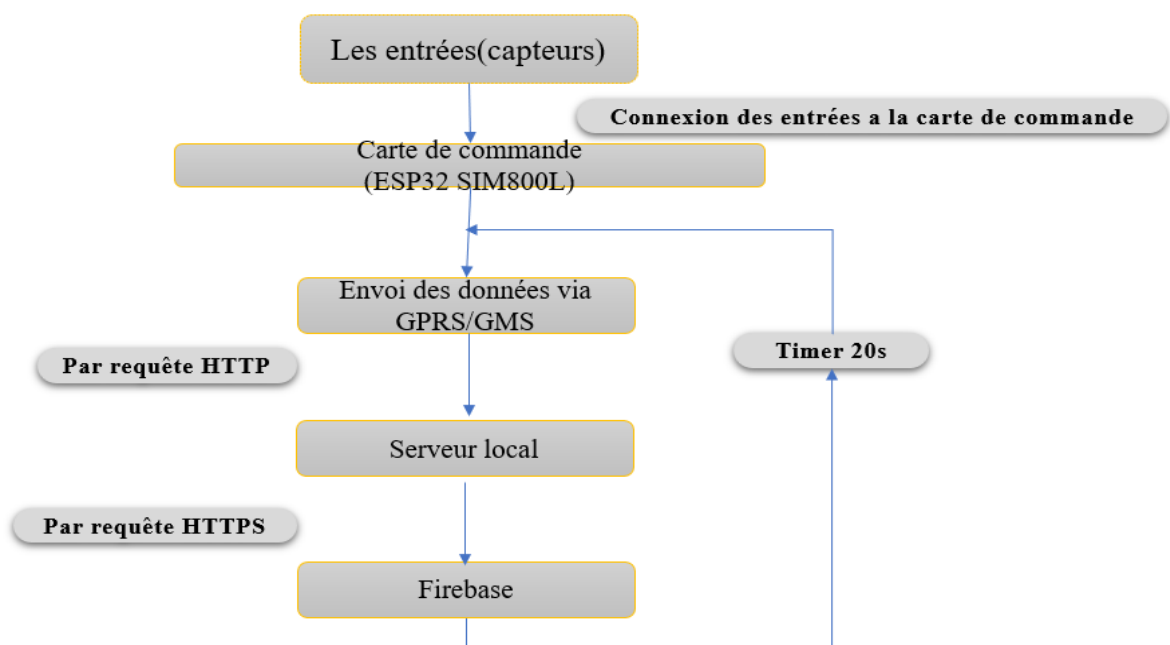 Les entrées(capteurs)
Connexion des entrées a la carte de commande
Carte de commande
(ESP32 SIM800L)
Envoi des données via
GPRS/GMS
Par requête HTTP
Timer 20s
Serveur local
Par requête HTTPS
Firebase